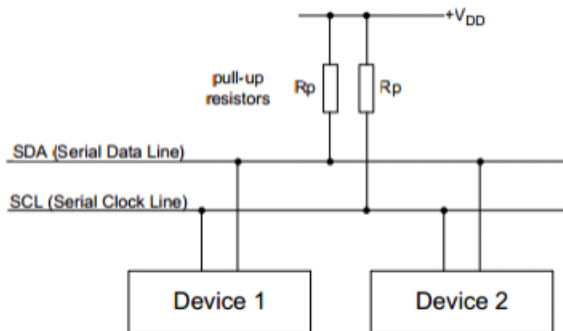 +VDD
pull-up
resistors
Rp
Rp
SDA (Serial Data Line)
SCL (Serial Clock Line)
Device 1
Device 2